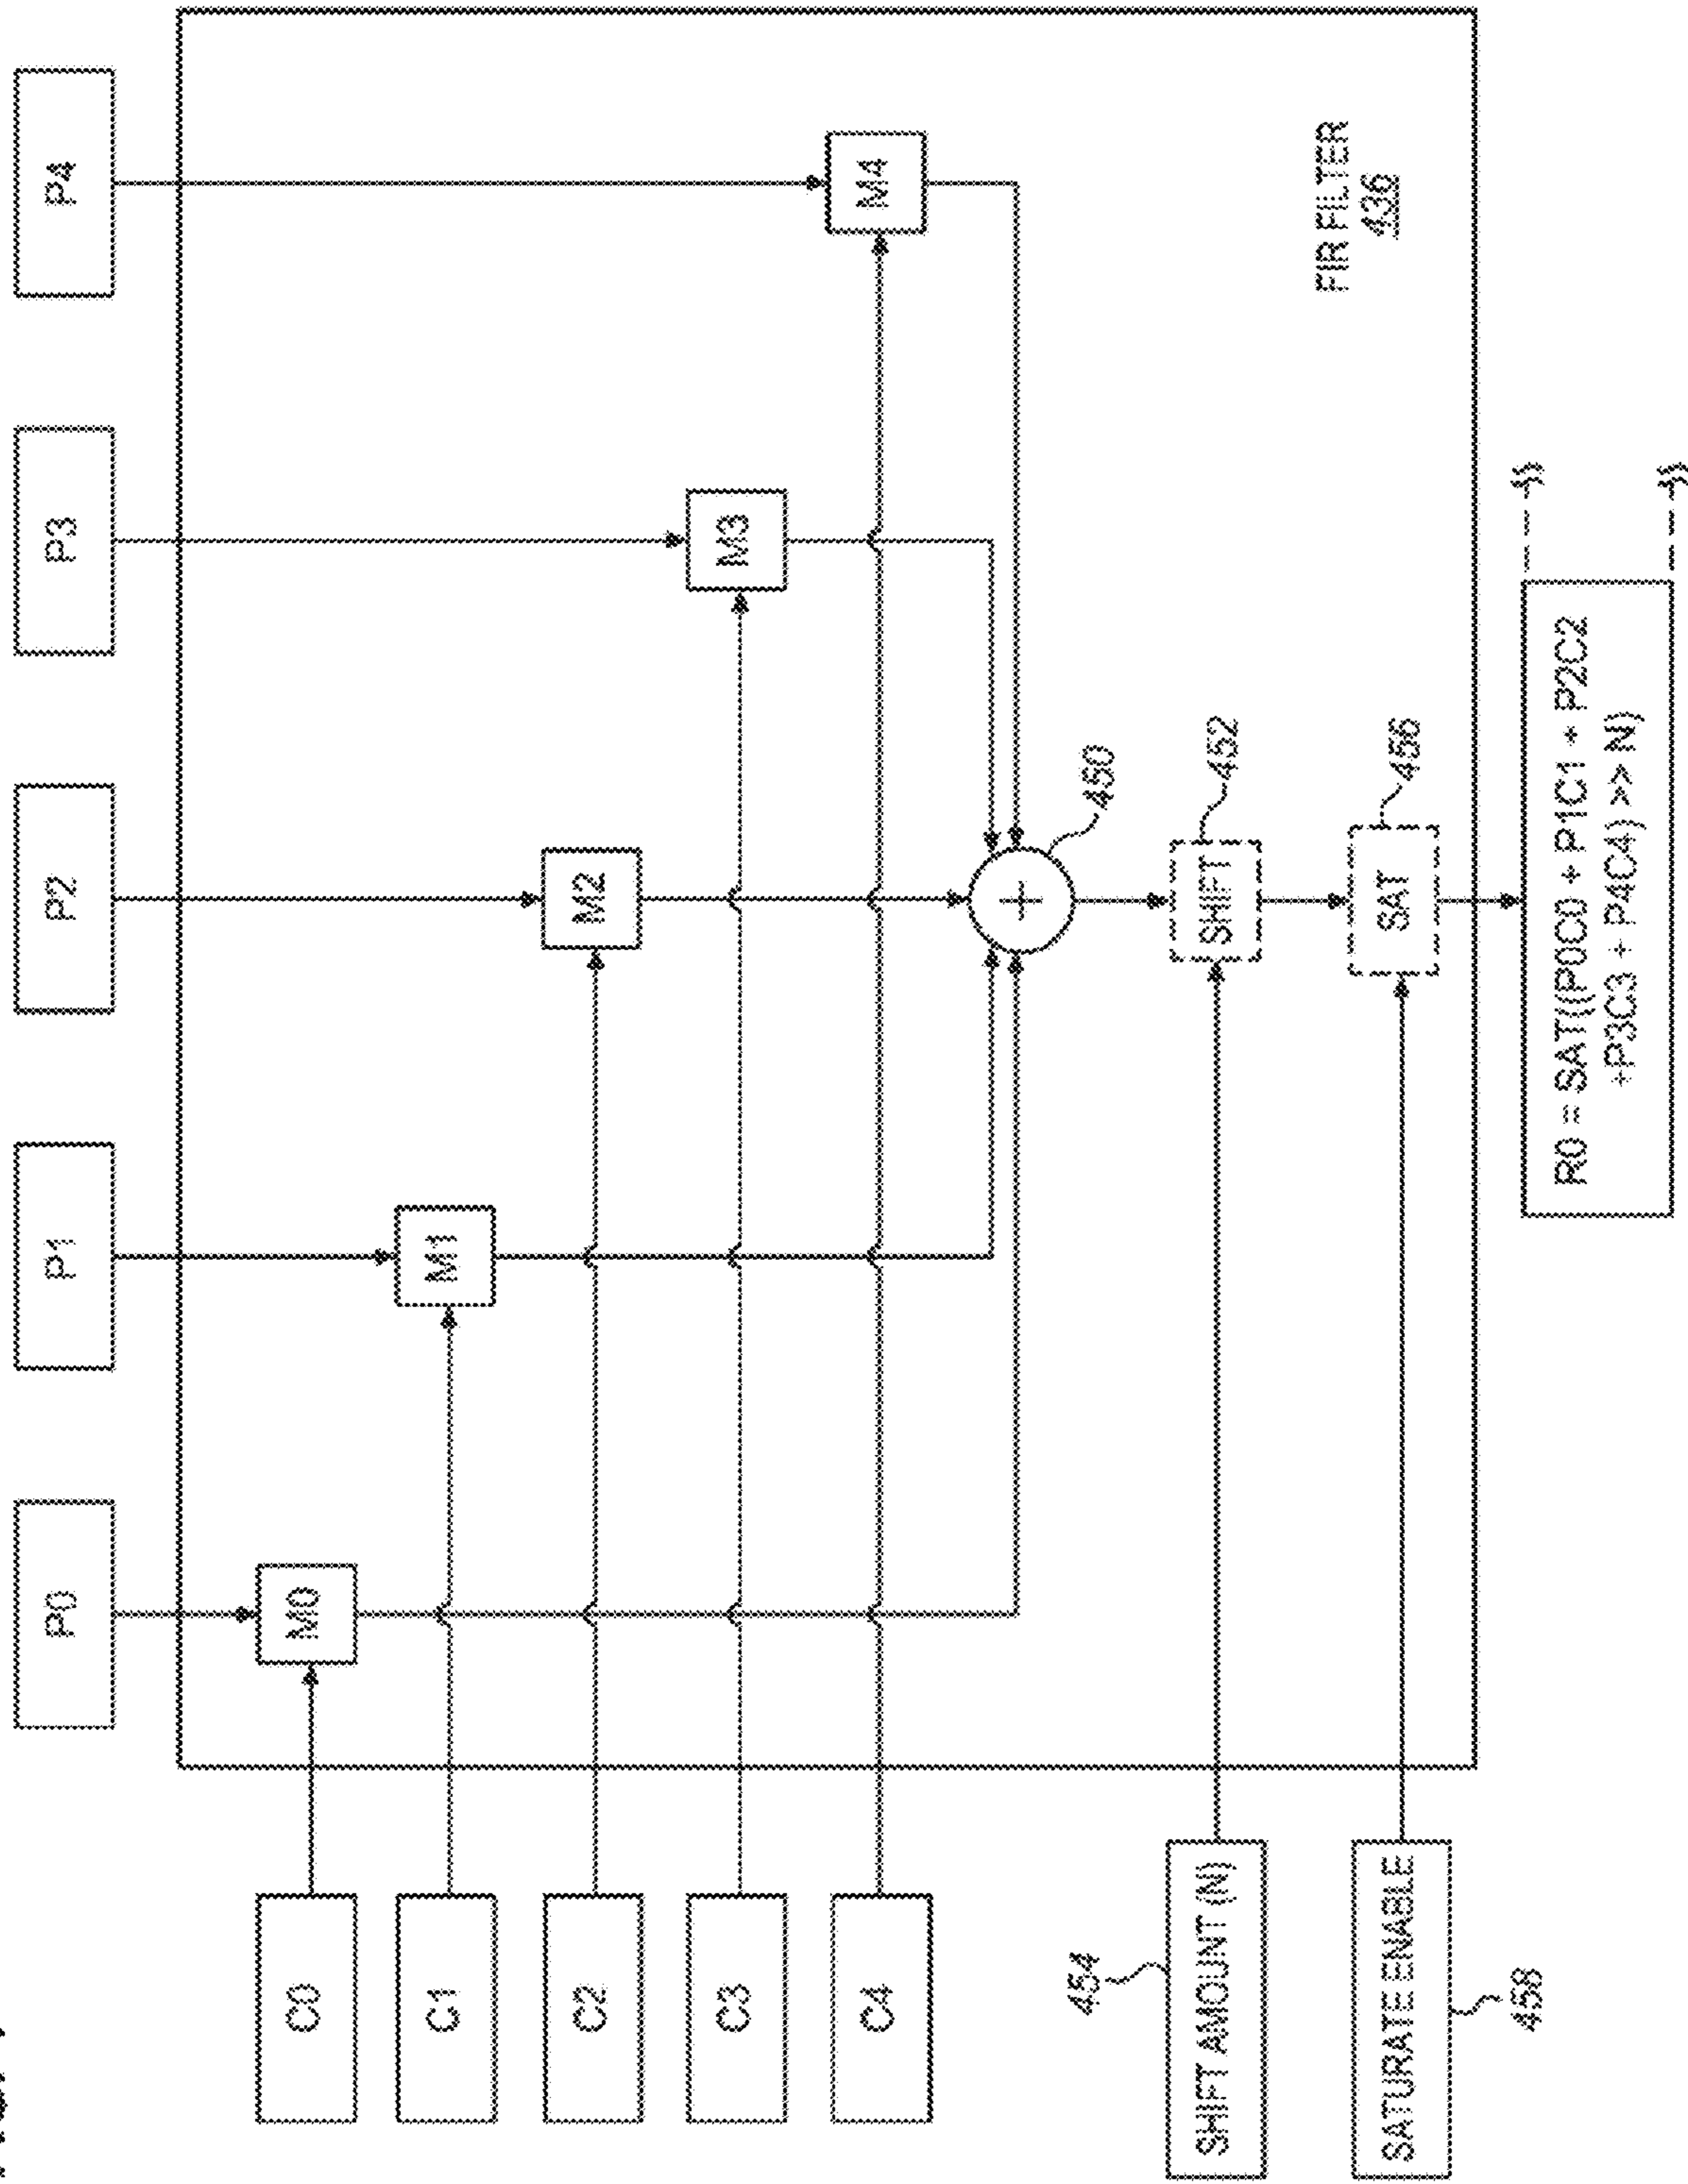 P0
P1
P2
P3
P4
C0
M0
C1
M1
C2
M2
C3
M3
C4
M4
450
454
SHIFT AMOUNT (N)
SHIFT
452
FIR FILTER
436
SATURATE ENABLE
SAT
456
458
R0 = SAT((P0C0 + P1C1 + P2C2
+P3C3 + P4C4) >> N)